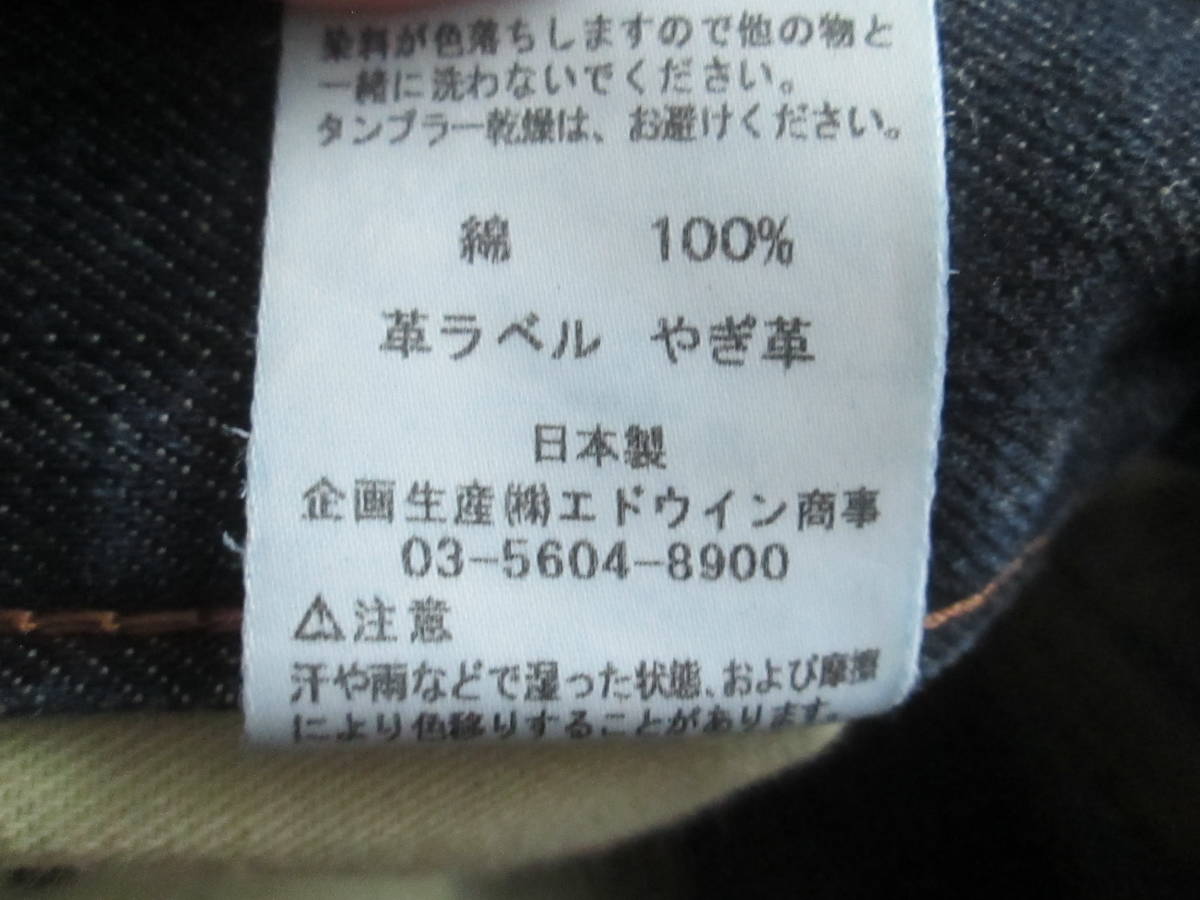 染料が色落ちしますので他の物と
一緒に洗わないでください。
タンブラー乾燥は、お避けください。
綿 100%
革ラベル やぎ革
日本製
企画生産㈱エドウイン商事
03-5604-8900
⚠注意
汗や雨などで湿った状態、および摩擦
により色移りすることがあります。